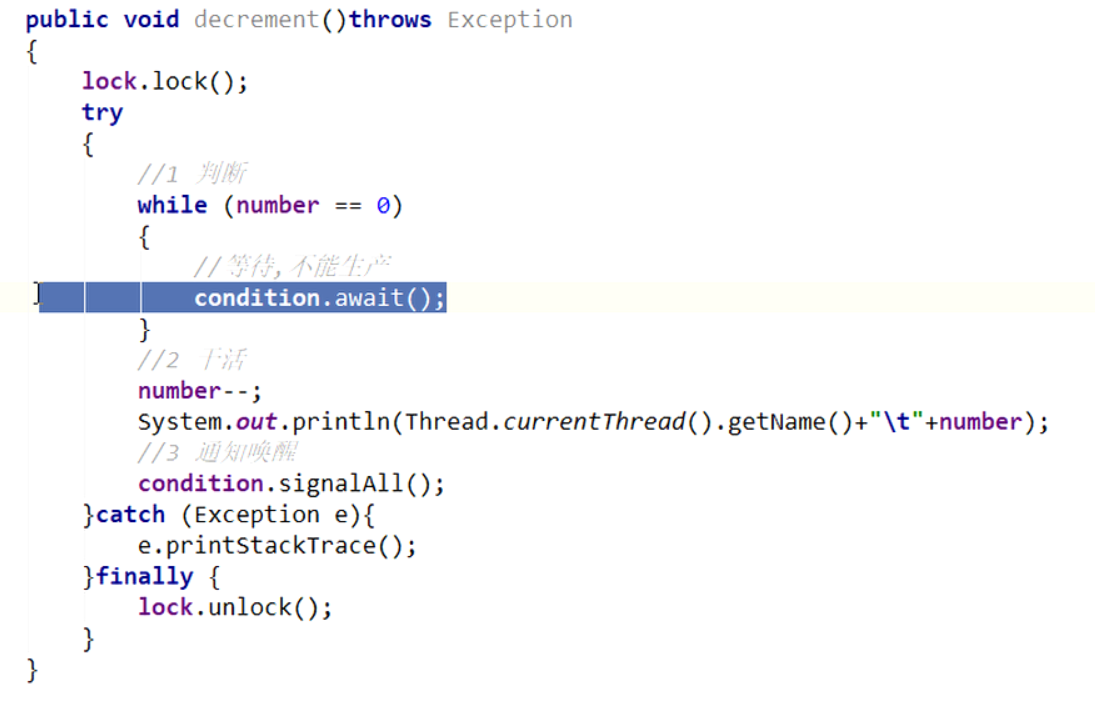 public void decrement()throws Exception
{
lock.lock();
try
{
//1 判断
while (number == 0)
{
//等待,不能生产
condition.await();
}
//2 干活
number--;
System.out.println(Thread.currentThread().getName()+"\t"+number);
//3 通知唤醒
condition.signalAll();
}catch (Exception e){
e.printStackTrace();
}finally {
lock.unlock();
}
}